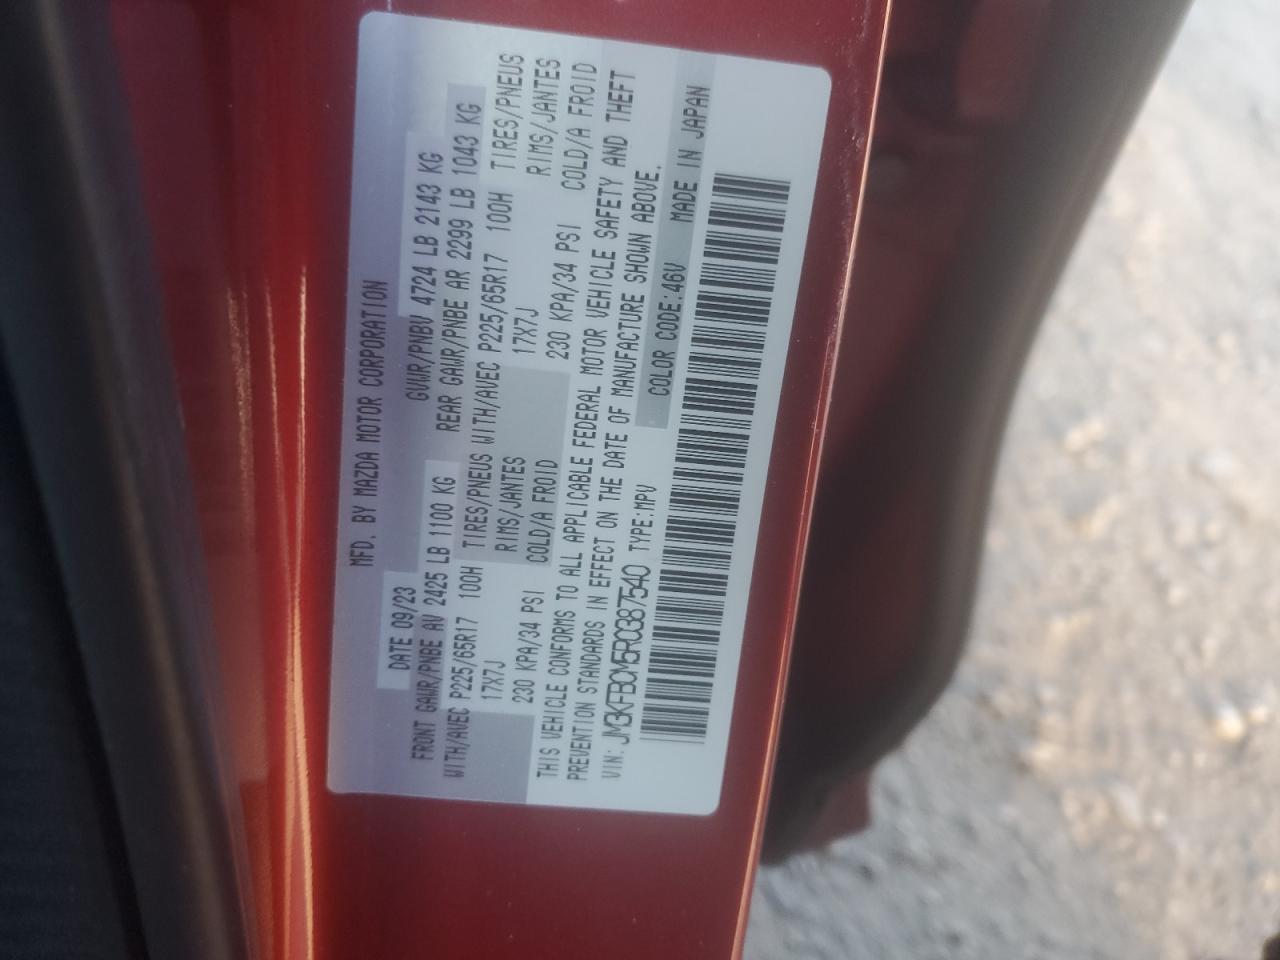 MFD. BY MAZDA MOTOR CORPORATION
DATE 09/23 GVWR/PNBV 4724 LB 2143 KG
FRONT GAWR/PNBE AV 2425 LB 1100 KG REAR GAWR/PNBE AR 2299 LB 1043 KG
WITH/AVEC P225/65R17 100H TIRES/PNEUS WITH/AVEC P225/65R17 100H TIRES/PNEUS
17X7J RIMS/JANTES 17X7J RIMS/JANTES
230 KPA/34 PSI COLD/A FROID 230 KPA/34 PSI COLD/A FROID
THIS VEHICLE CONFORMS TO ALL APPLICABLE FEDERAL MOTOR VEHICLE SAFETY AND THEFT
PREVENTION STANDARDS IN EFFECT ON THE DATE OF MANUFACTURE SHOWN ABOVE.
VIN: JM3KFBCM5R0387540 TYPE:MPV COLOR CODE:46V MADE IN JAPAN